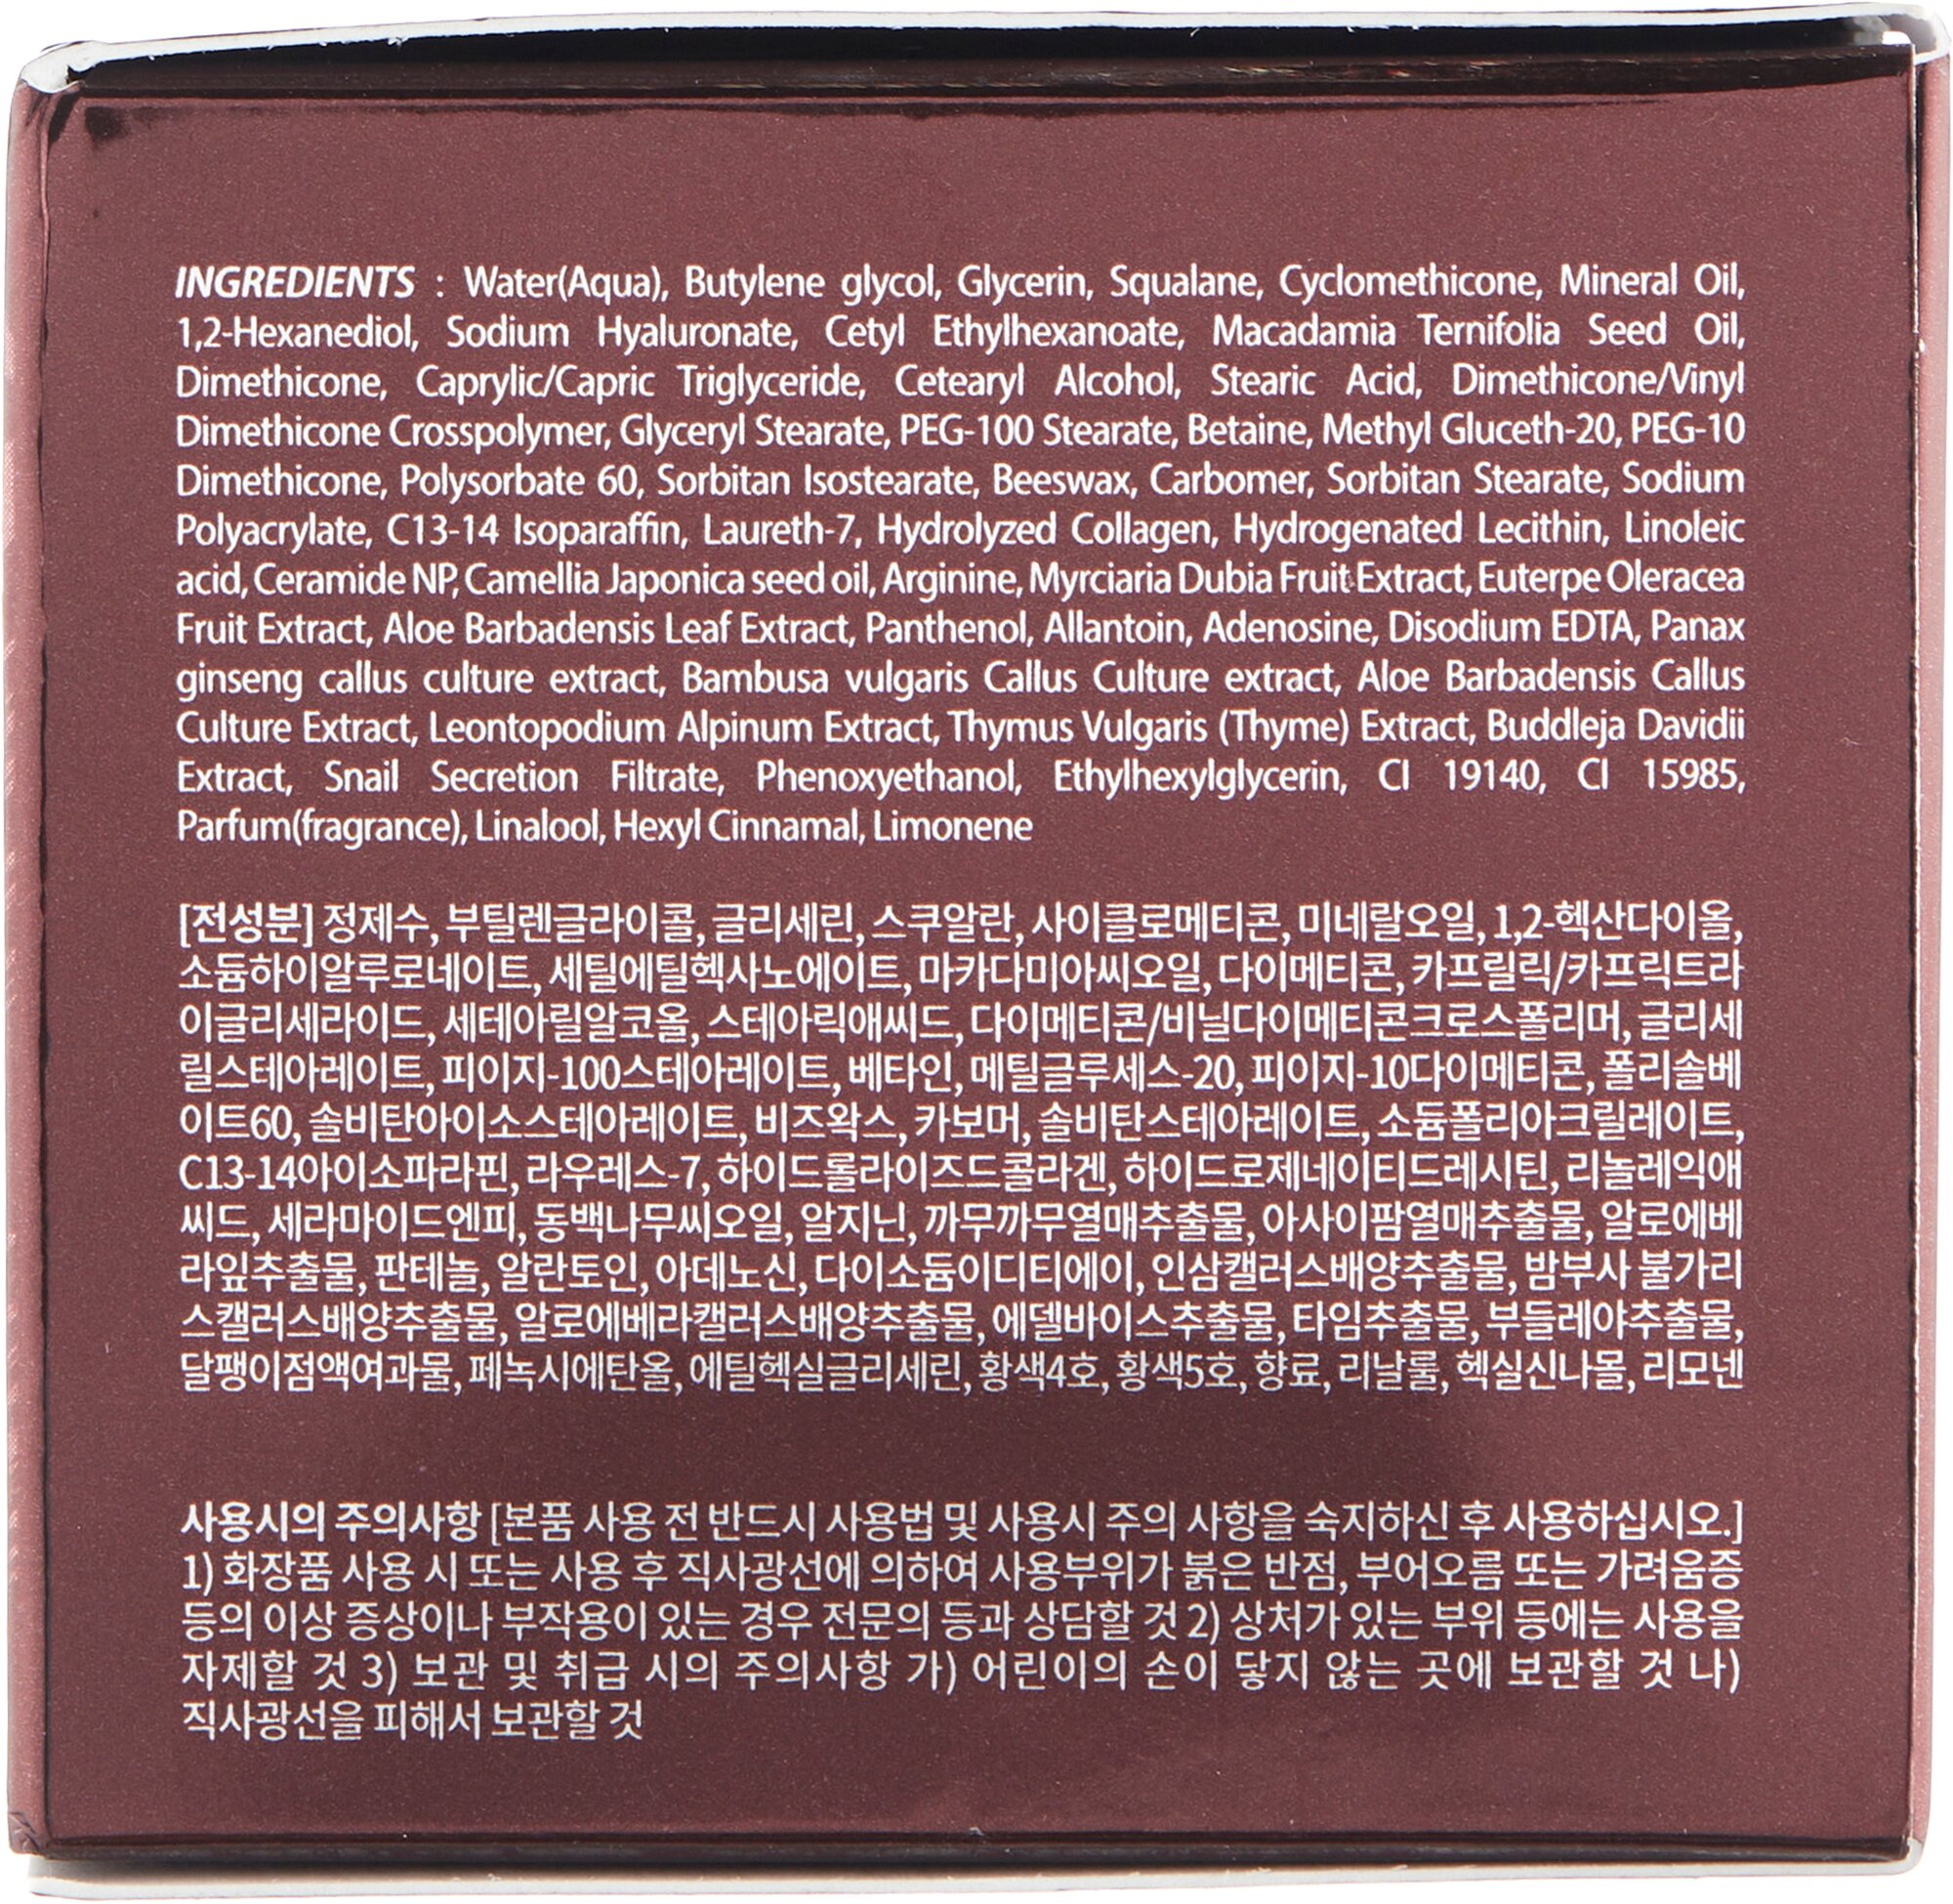 INGREDIENTS : Water(Aqua), Butylene glycol, Glycerin, Squalane, Cyclomethicone, Mineral Oil,
1,2-Hexanediol, Sodium Hyaluronate, Cetyl Ethylhexanoate, Macadamia Ternifolia Seed Oil,
Dimethicone, Caprylic/Capric Triglyceride, Cetearyl Alcohol, Stearic Acid, Dimethicone/Vinyl
Dimethicone Crosspolymer, Glyceryl Stearate, PEG-100 Stearate, Betaine, Methyl Gluceth-20, PEG-10
Dimethicone, Polysorbate 60, Sorbitan Isostearate, Beeswax, Carbomer, Sorbitan Stearate, Sodium
Polyacrylate, C13-14 Isoparaffin, Laureth-7, Hydrolyzed Collagen, Hydrogenated Lecithin, Linoleic
acid, Ceramide NP, Camellia Japonica seed oil, Arginine, Myrciaria Dubia Fruit Extract, Euterpe Oleracea
Fruit Extract, Aloe Barbadensis Leaf Extract, Panthenol, Allantoin, Adenosine, Disodium EDTA, Panax
ginseng callus culture extract, Bambusa vulgaris Callus Culture extract, Aloe Barbadensis Callus
Culture Extract, Leontopodium Alpinum Extract, Thymus Vulgaris (Thyme) Extract, Buddleja Davidii
Extract, Snail Secretion Filtrate, Phenoxyethanol, Ethylhexylglycerin, CI 19140, CI 15985,
Parfum(fragrance), Linalool, Hexyl Cinnamal, Limonene
[전성분] 정제수, 부틸렌글라이콜, 글리세린, 스쿠알란, 사이클로메티콘, 미네랄오일, 1,2-헥산다이올,
소듐하이알루로네이트, 세틸에틸헥사노에이트, 마카다미아씨오일, 다이메티콘, 카프릴릭/카프릭트라
이글리세라이드, 세테아릴알코올, 스테아릭애씨드, 다이메티콘/비닐다이메티콘크로스폴리머, 글리세
릴스테아레이트, 피이지-100스테아레이트, 베타인, 메틸글루세스-20, 피이지-10다이메티콘, 폴리솔베
이트60, 솔비탄아이소스테아레이트, 비즈왁스, 카보머, 솔비탄스테아레이트, 소듐폴리아크릴레이트,
C13-14아이소파라핀, 라우레스-7, 하이드롤라이즈드콜라겐, 하이드로제네이티드레시틴, 리놀레익애
씨드, 세라마이드엔피, 동백나무씨오일, 알지닌, 까무까무열매추출물, 아사이팜열매추출물, 알로에베
라잎추출물, 판테놀, 알란토인, 아데노신, 다이소듐이디티에이, 인삼캘러스배양추출물, 밤부사 불가리
스캘러스배양추출물, 알로에베라캘러스배양추출물, 에델바이스추출물, 타임추출물, 부들레야추출물,
달팽이점액여과물, 페녹시에탄올, 에틸헥실글리세린, 황색4호, 황색5호, 향료, 리날룰, 헥실신나몰, 리모넨
사용시의 주의사항 [본품 사용 전 반드시 사용법 및 사용시 주의 사항을 숙지하신 후 사용하십시오.]
1) 화장품 사용 시 또는 사용 후 직사광선에 의하여 사용부위가 붉은 반점, 부어오름 또는 가려움증
등의 이상 증상이나 부작용이 있는 경우 전문의 등과 상담할 것 2) 상처가 있는 부위 등에는 사용을
자제할 것 3) 보관 및 취급 시의 주의사항 가) 어린이의 손이 닿지 않는 곳에 보관할 것 나)
직사광선을 피해서 보관할 것